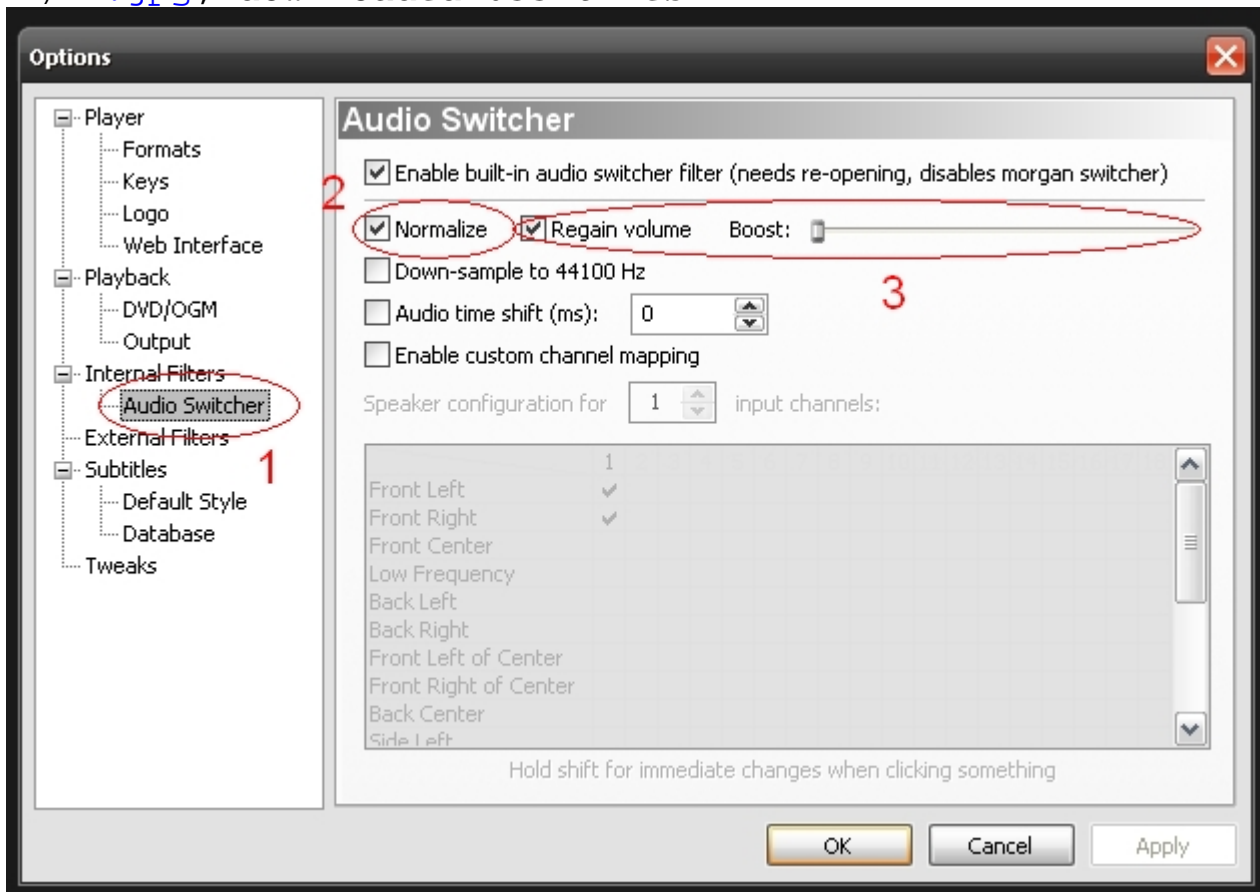 Options
Player
Formats
Keys
Logo
Web Interface
Playback
DVD/OGM
Output
Internal Filters
Audio Switcher
External Filters
1
Subtitles
Default Style
Database
Tweaks
Audio Switcher
Enable built-in audio switcher filter (needs re-opening, disables morgan switcher)
2
Normalize Regain volume Boost:
3
Down-sample to 44100 Hz
Audio time shift (ms): 0
Enable custom channel mapping
Speaker configuration for 1 input channels:
1
Front Left
Front Right
Front Center
Low Frequency
Back Left
Back Right
Front Left of Center
Front Right of Center
Back Center
Side Left
Hold shift for immediate changes when clicking something
OK Cancel Apply